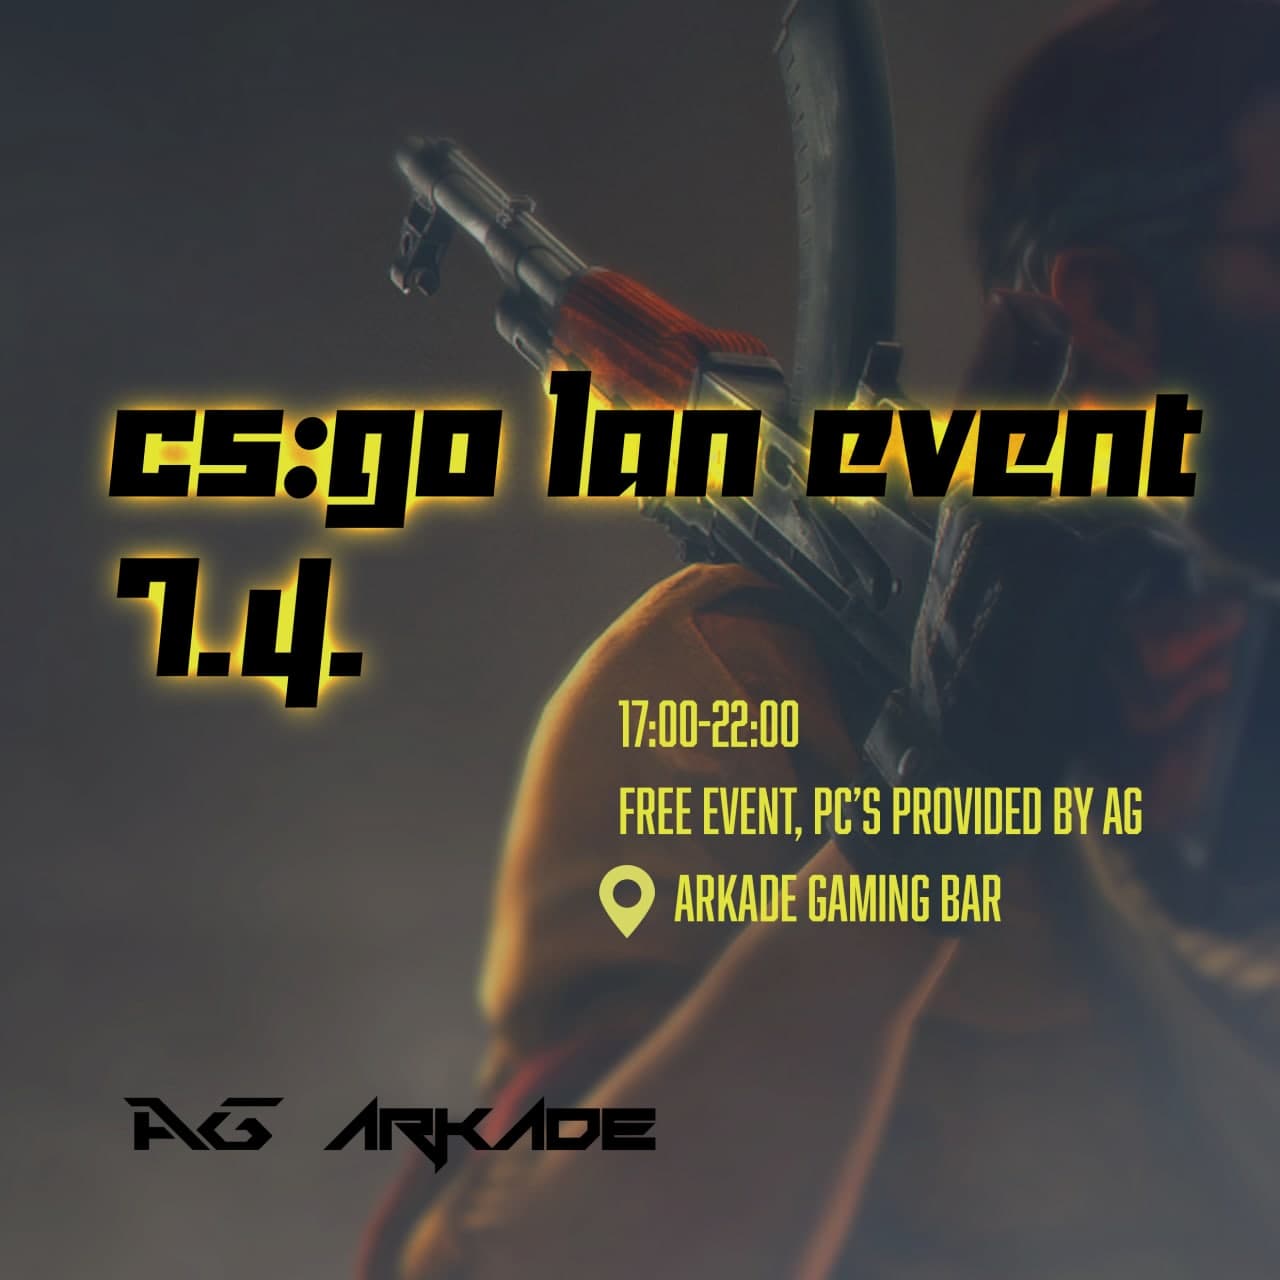 cs:go lan event
7.4.
17:00-22:00
FREE EVENT, PC'S PROVIDED BY AG
ARKADE GAMING BAR
AG ARKADE